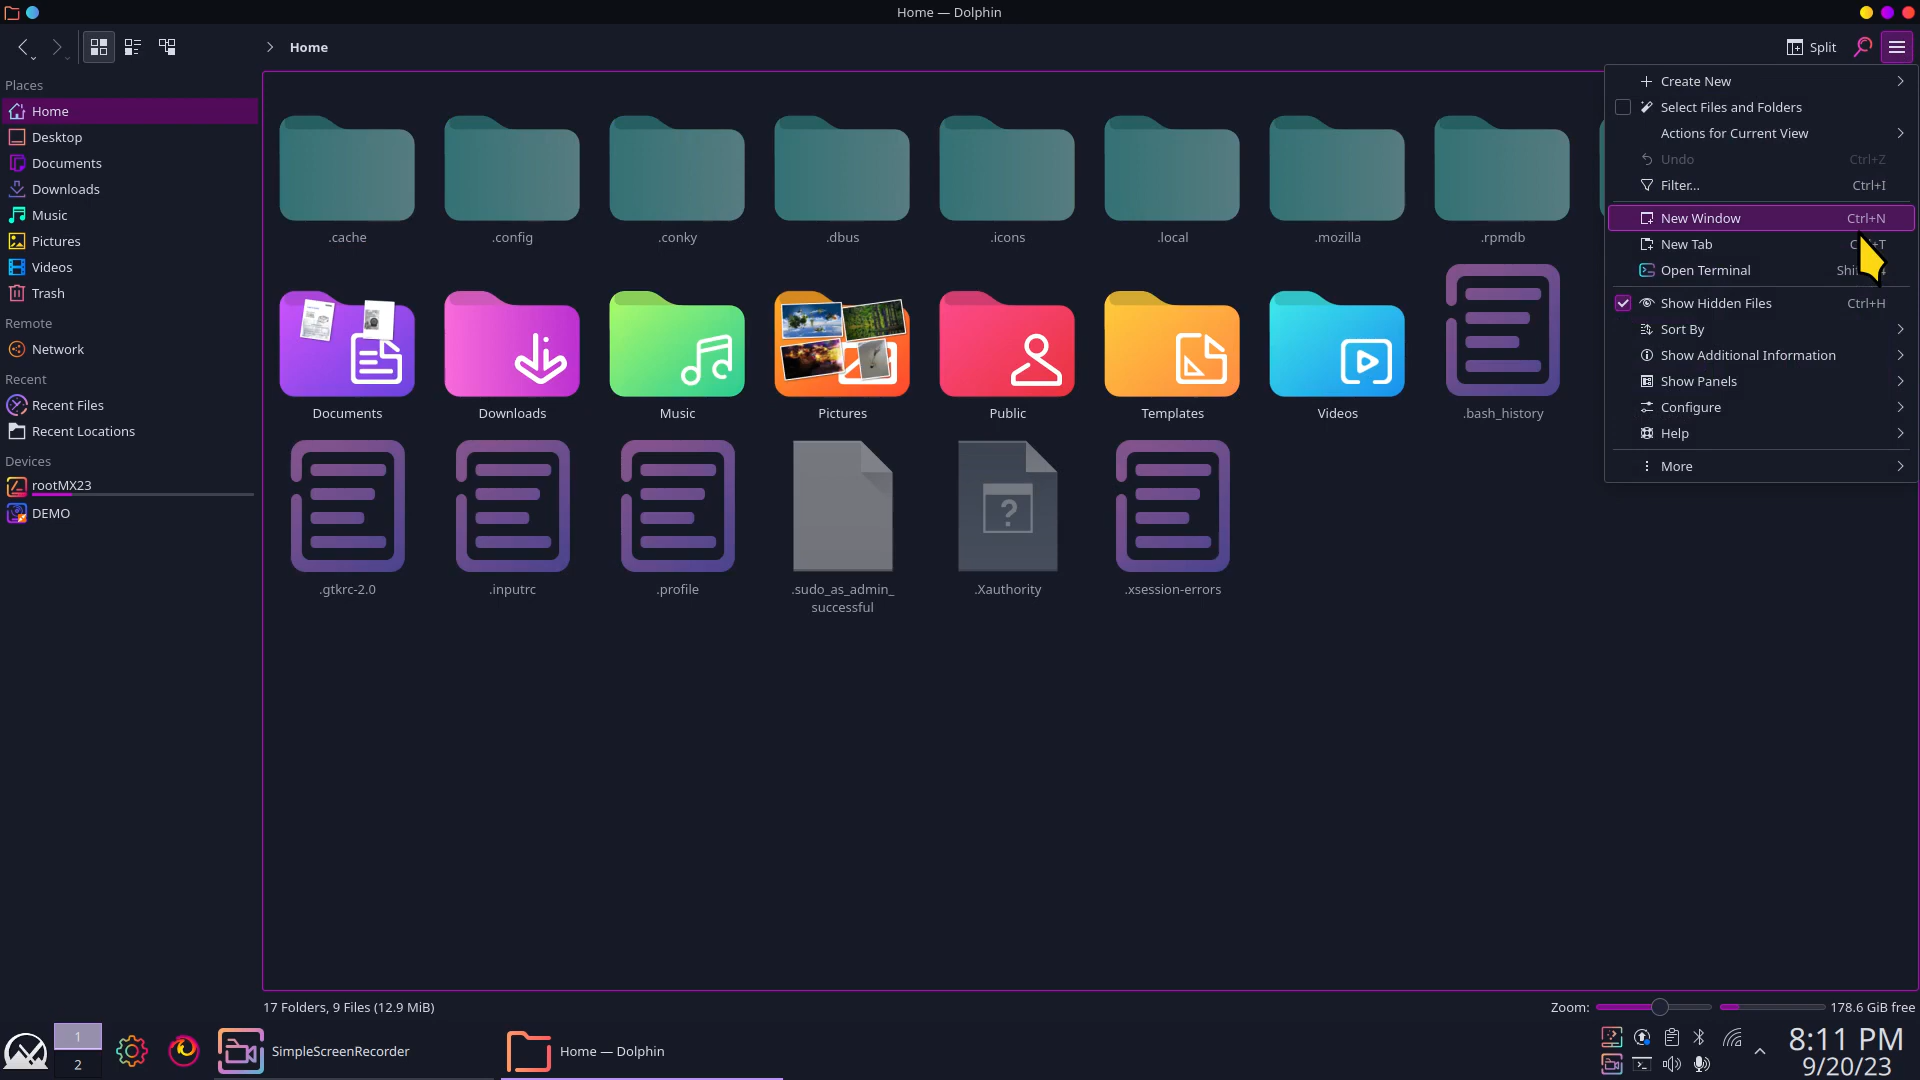 Home — Dolphin
Home
Split
Places
Home
Desktop
Documents
Downloads
Music
Pictures
Videos
Trash
Remote
Network
Recent
Recent Files
Recent Locations
Devices
rootMX23
DEMO
.cache
.config
.conky
.dbus
.icons
.local
.mozilla
.rpmdb
Documents
Downloads
Music
Pictures
Public
Templates
Videos
.bash_history
.gtkrc-2.0
.inputrc
.profile
.sudo_as_admin_
successful
.Xauthority
.xsession-errors
Create New
Select Files and Folders
Actions for Current View
Undo Ctrl+Z
Filter... Ctrl+I
New Window Ctrl+N
New Tab
Open Terminal
Show Hidden Files Ctrl+H
Sort By
Show Additional Information
Show Panels
Configure
Help
More
17 Folders, 9 Files (12.9 MiB)
Zoom:
178.6 GiB free
1
2
SimpleScreenRecorder
Home — Dolphin
8:11 PM
9/20/23